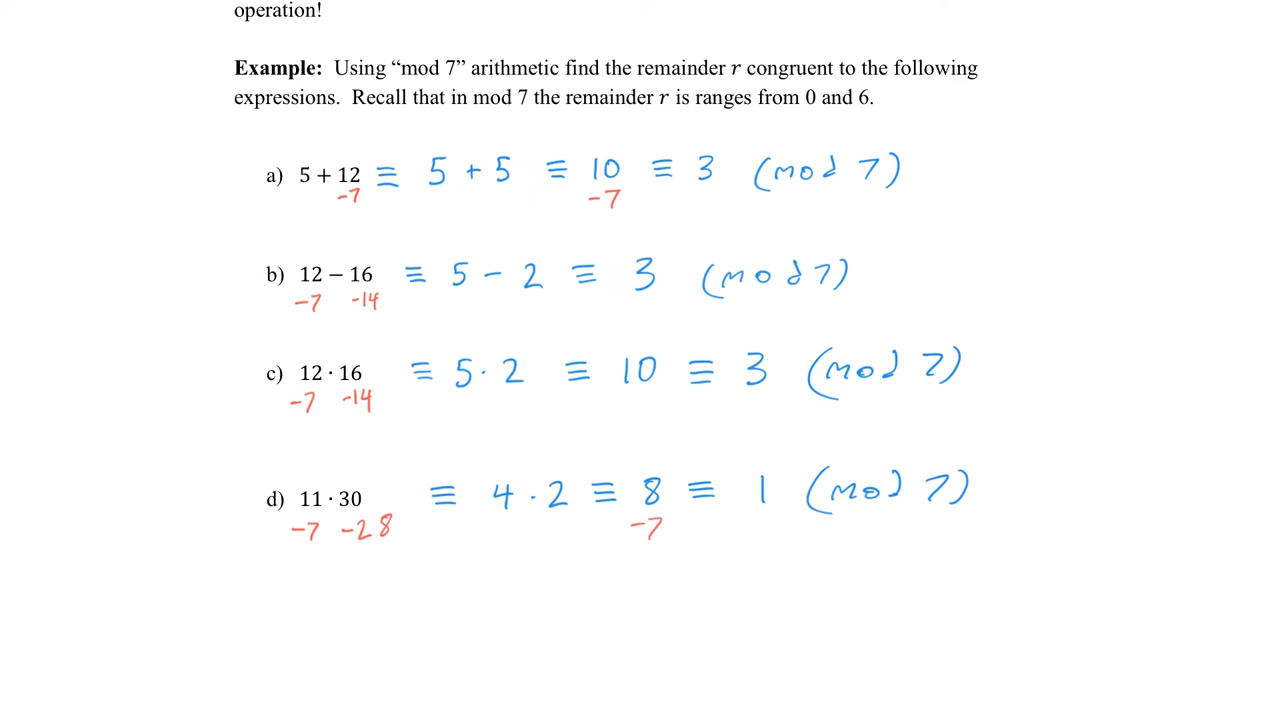 operation!
Example: Using “mod 7” arithmetic find the remainder r congruent to the following
expressions. Recall that in mod 7 the remainder r is ranges from 0 and 6.
a) 5 + 12 ≡ 5 + 5 ≡ 10 ≡ 3 (mod 7)
-7 -7
b) 12 − 16 ≡ 5 - 2 ≡ 3 (mod 7)
-7 -14
c) 12 · 16 ≡ 5 · 2 ≡ 10 ≡ 3 (mod 7)
-7 -14
d) 11 · 30 ≡ 4 · 2 ≡ 8 ≡ 1 (mod 7)
-7 -28 -7